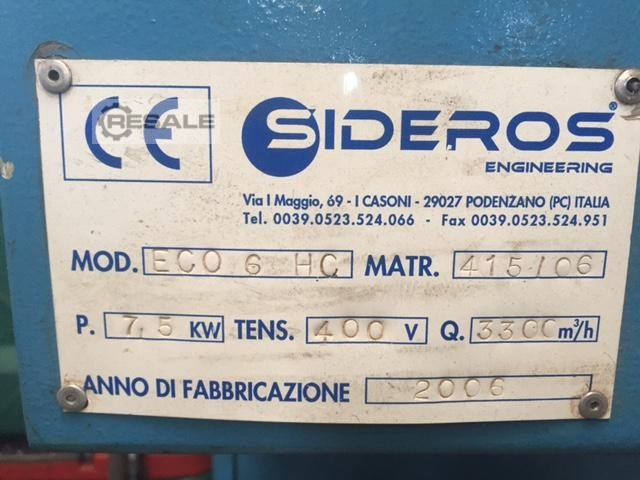 CE
RESALE
SIDEROS®
ENGINEERING
Via I Maggio, 69 - I CASONI - 29027 PODENZANO (PC) ITALIA
Tel. 0039.0523.524.066 - Fax 0039.0523.524.951
MOD. ECO 6 HC MATR. 415/06
P. 7,5 KW TENS. 400 V Q. 3300 m³/h
ANNO DI FABBRICAZIONE 2006